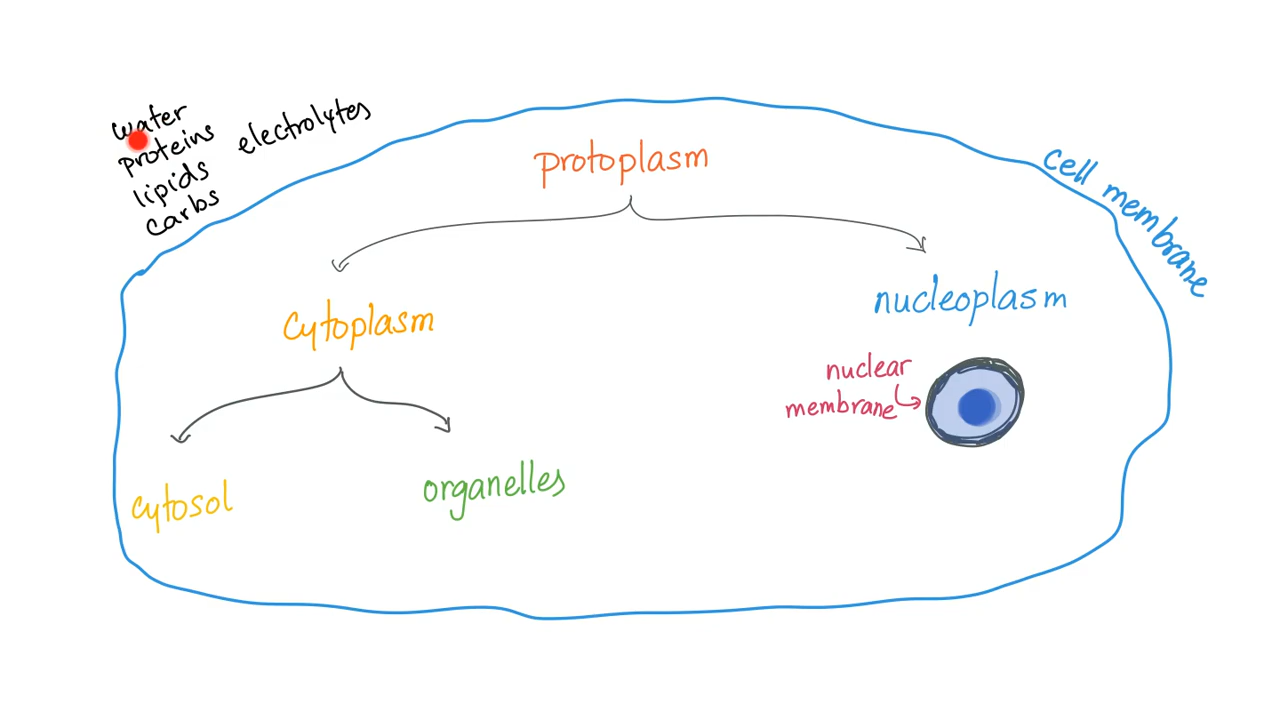 water
proteins
lipids
carbs
electrolytes
protoplasm
cell membrane
cytoplasm
nucleoplasm
nuclear
membrane
cytosol
organelles